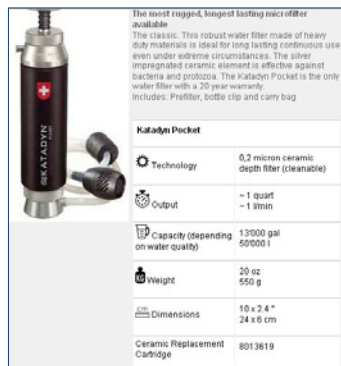 The most rugged, longest lasting microfilter
available
The classic. This robust water filter made of heavy
duty materials is ideal for long lasting continuous use
even under extreme circumstances. The silver
impregnated ceramic element is effective against
bacteria and protozoa. The Katadyn Pocket is the only
water filter with a 20 year warranty.
Includes: Prefilter, bottle clip and carry bag
KATADYN
Katadyn Pocket
Technology
0,2 micron ceramic
depth filter (cleanable)
Output
~ 1 quart
~ 1 l/min
Capacity (depending
on water quality)
13'000 gal
50'000 l
KG
Weight
20 oz
550 g
cm
Dimensions
10 x 2.4 "
24 x 6 cm
Ceramic Replacement
Cartridge
8013619